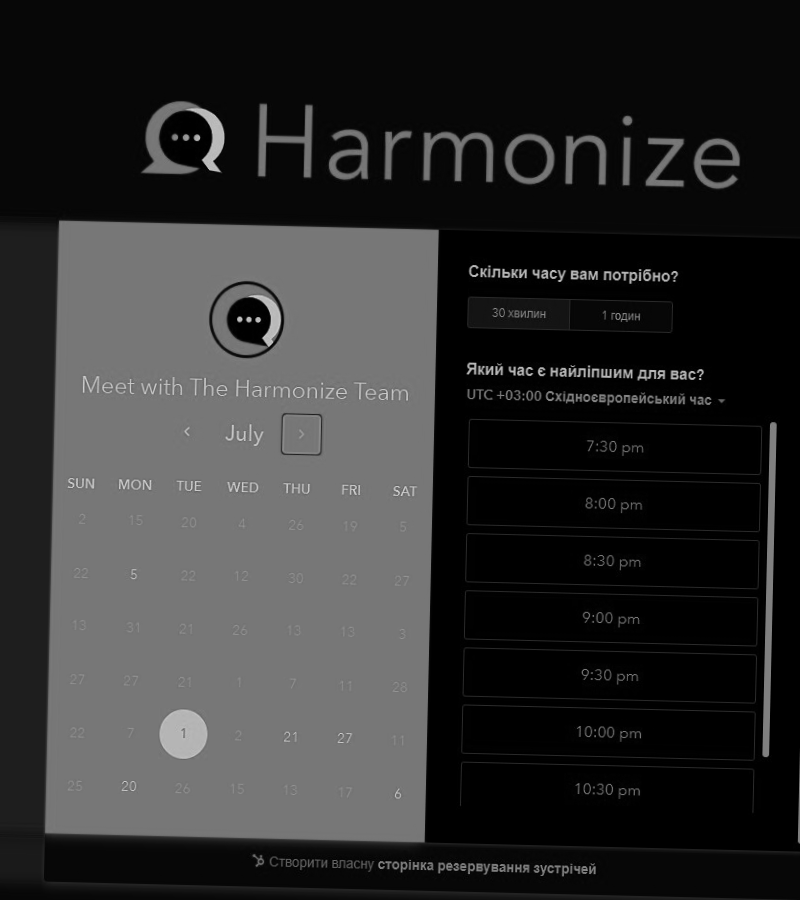 Harmonize
Meet with The Harmonize Team
July
SUN MON TUE WED THU FRI SAT
2 15 20 4 26 19 5
22 5 22 12 30 22 27
13 31 21 26 13 13 3
27 27 21 1 7 11 28
22 7 1 2 21 27 11
25 20 26 15 13 17 6
Скільки часу вам потрібно?
30 хвилин 1 годин
Який час є найліпшим для вас?
UTC +03:00 Східноєвропейський час
7:30 pm
8:00 pm
8:30 pm
9:00 pm
9:30 pm
10:00 pm
10:30 pm
Створити власну сторінка резервування зустрічей